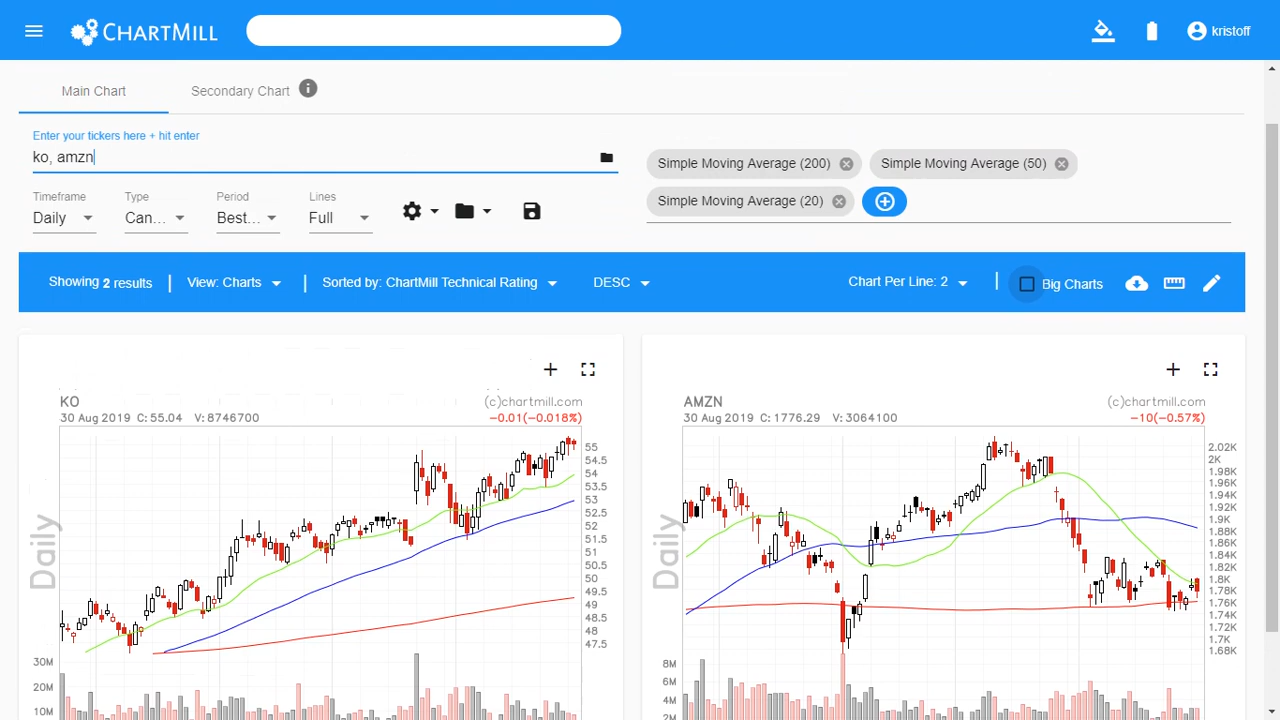 CHARTMILL
kristoff
Main Chart
Secondary Chart
i
Enter your tickers here + hit enter
ko, amzn
Simple Moving Average (200)
Simple Moving Average (50)
Simple Moving Average (20)
Timeframe
Type
Period
Lines
Daily
Can...
Best...
Full
Showing 2 results
View: Charts
Sorted by: ChartMill Technical Rating
DESC
Chart Per Line: 2
Big Charts
KO
(c)chartmill.com
30 Aug 2019 C: 55.04 V: 8746700
-0.01(-0.018%)
Daily
55
54.5
54
53.5
53
52.5
52
51.5
51
50.5
50
49.5
49
48.5
48
47.5
30M
20M
10M
AMZN
(c)chartmill.com
30 Aug 2019 C: 1776.29 V: 3064100
-10(-0.57%)
Daily
2.02K
2K
1.98K
1.96K
1.94K
1.92K
1.9K
1.88K
1.86K
1.84K
1.82K
1.8K
1.78K
1.76K
1.74K
1.72K
1.7K
1.68K
8M
6M
4M
2M